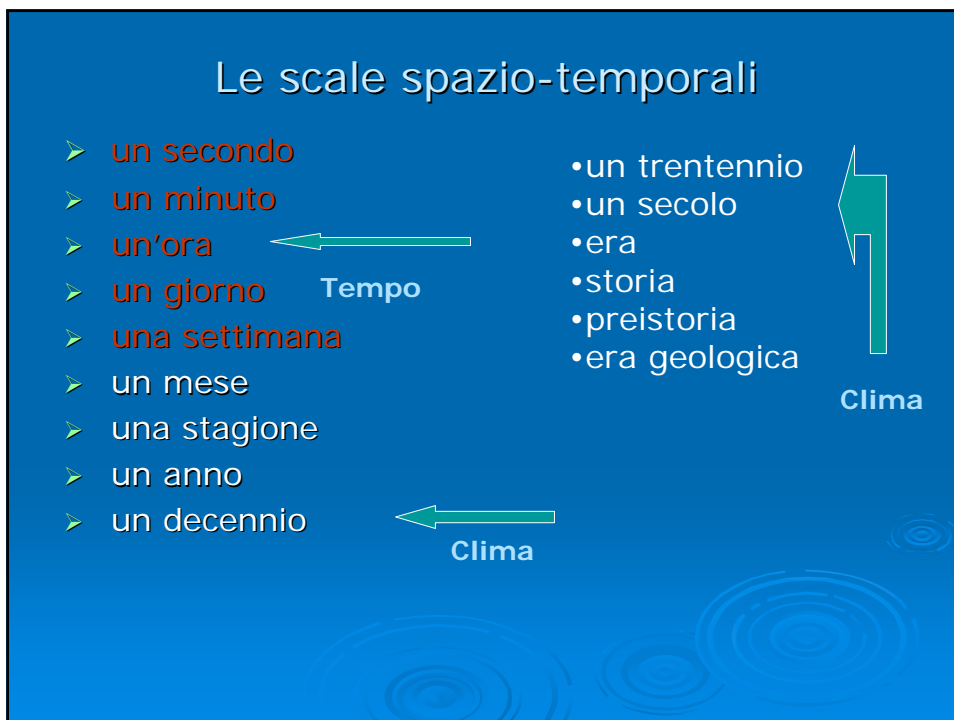 Le scale spazio-temporali
un secondo
un minuto
un'ora
un giorno
una settimana
un mese
una stagione
un anno
un decennio
Tempo
Clima
•un trentennio
•un secolo
•era
•storia
•preistoria
•era geologica
Clima